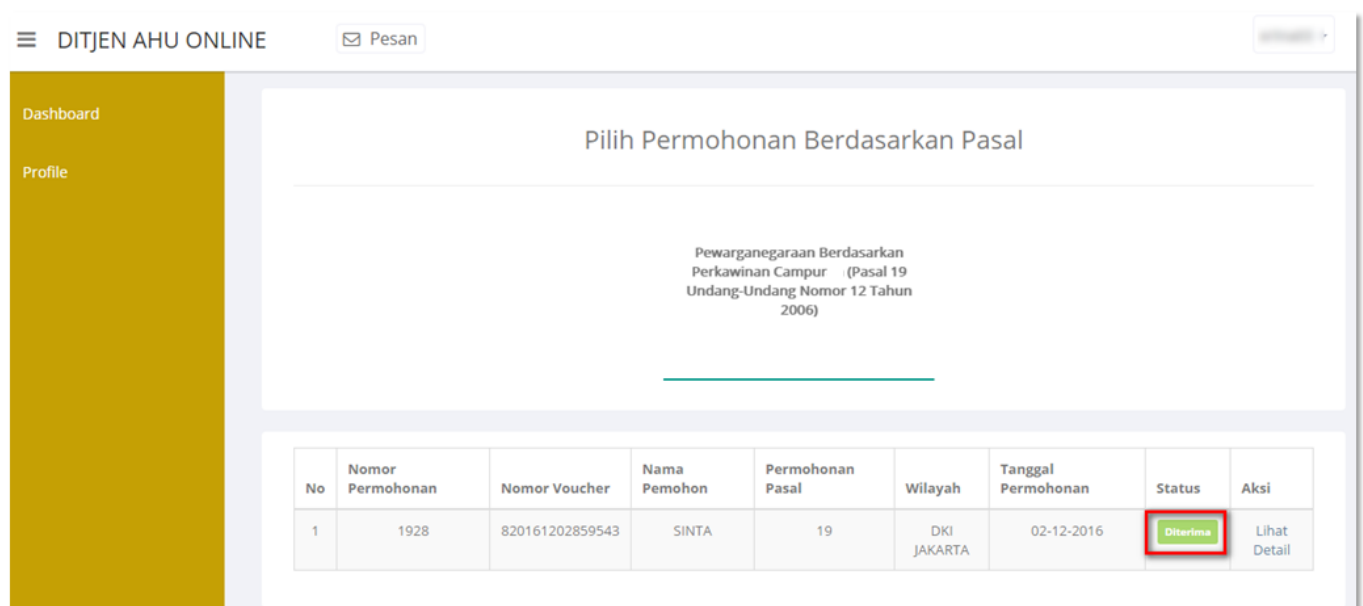 DITJEN AHU ONLINE
Pesan
Dashboard
Profile
Pilih Permohonan Berdasarkan Pasal
Pewarganegaraan Berdasarkan
Perkawinan Campur (Pasal 19
Undang-Undang Nomor 12 Tahun
2006)
No Nomor Permohonan Nomor Voucher Nama Pemohon Permohonan Pasal Wilayah Tanggal Permohonan Status Aksi
1 1928 820161202859543 SINTA 19 DKI JAKARTA 02-12-2016 Diterima Lihat Detail